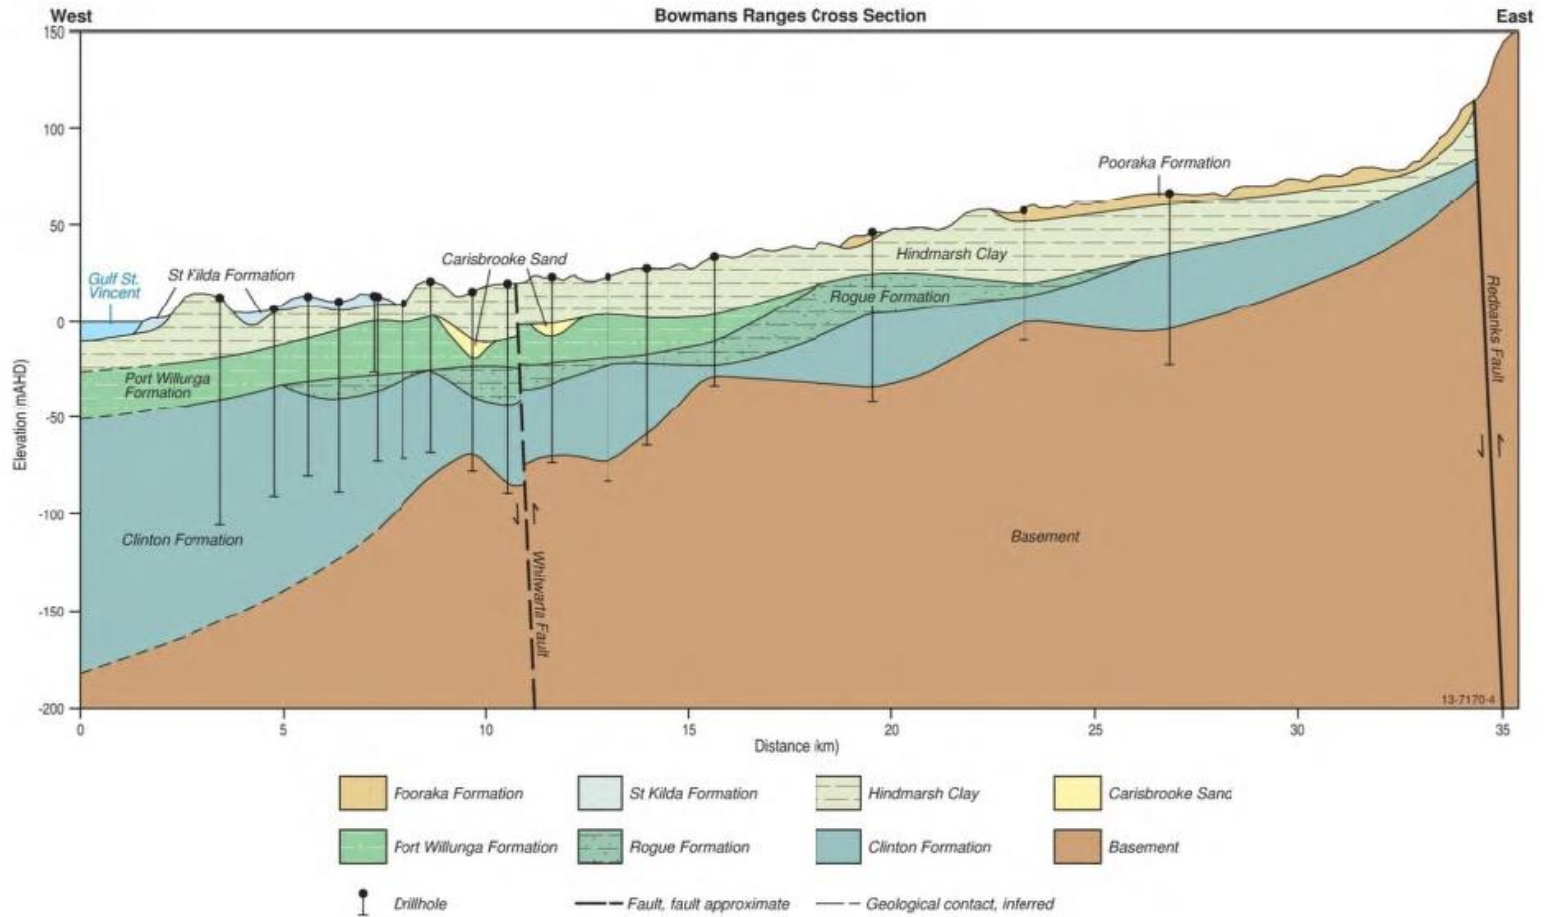 West
Bowmans Ranges Cross Section
East
150
100
50
0
-50
-100
-150
-200
Elevation (mAHD)
Gulf St.
Vincent
St Kilda Formation
Carisbrooke Sand
Pooraka Formation
Hindmarsh Clay
Rogue Formation
Port Willunga
Formation
Clinton Formation
Basement
Whitwarta Fault
Redbanks Fault
13-7170-4
0
5
10
15
20
25
30
35
Distance (km)
Pooraka Formation
St Kilda Formation
Hindmarsh Clay
Carisbrooke Sand
Port Willunga Formation
Rogue Formation
Clinton Formation
Basement
Drillhole
Fault, fault approximate
Geological contact, inferred